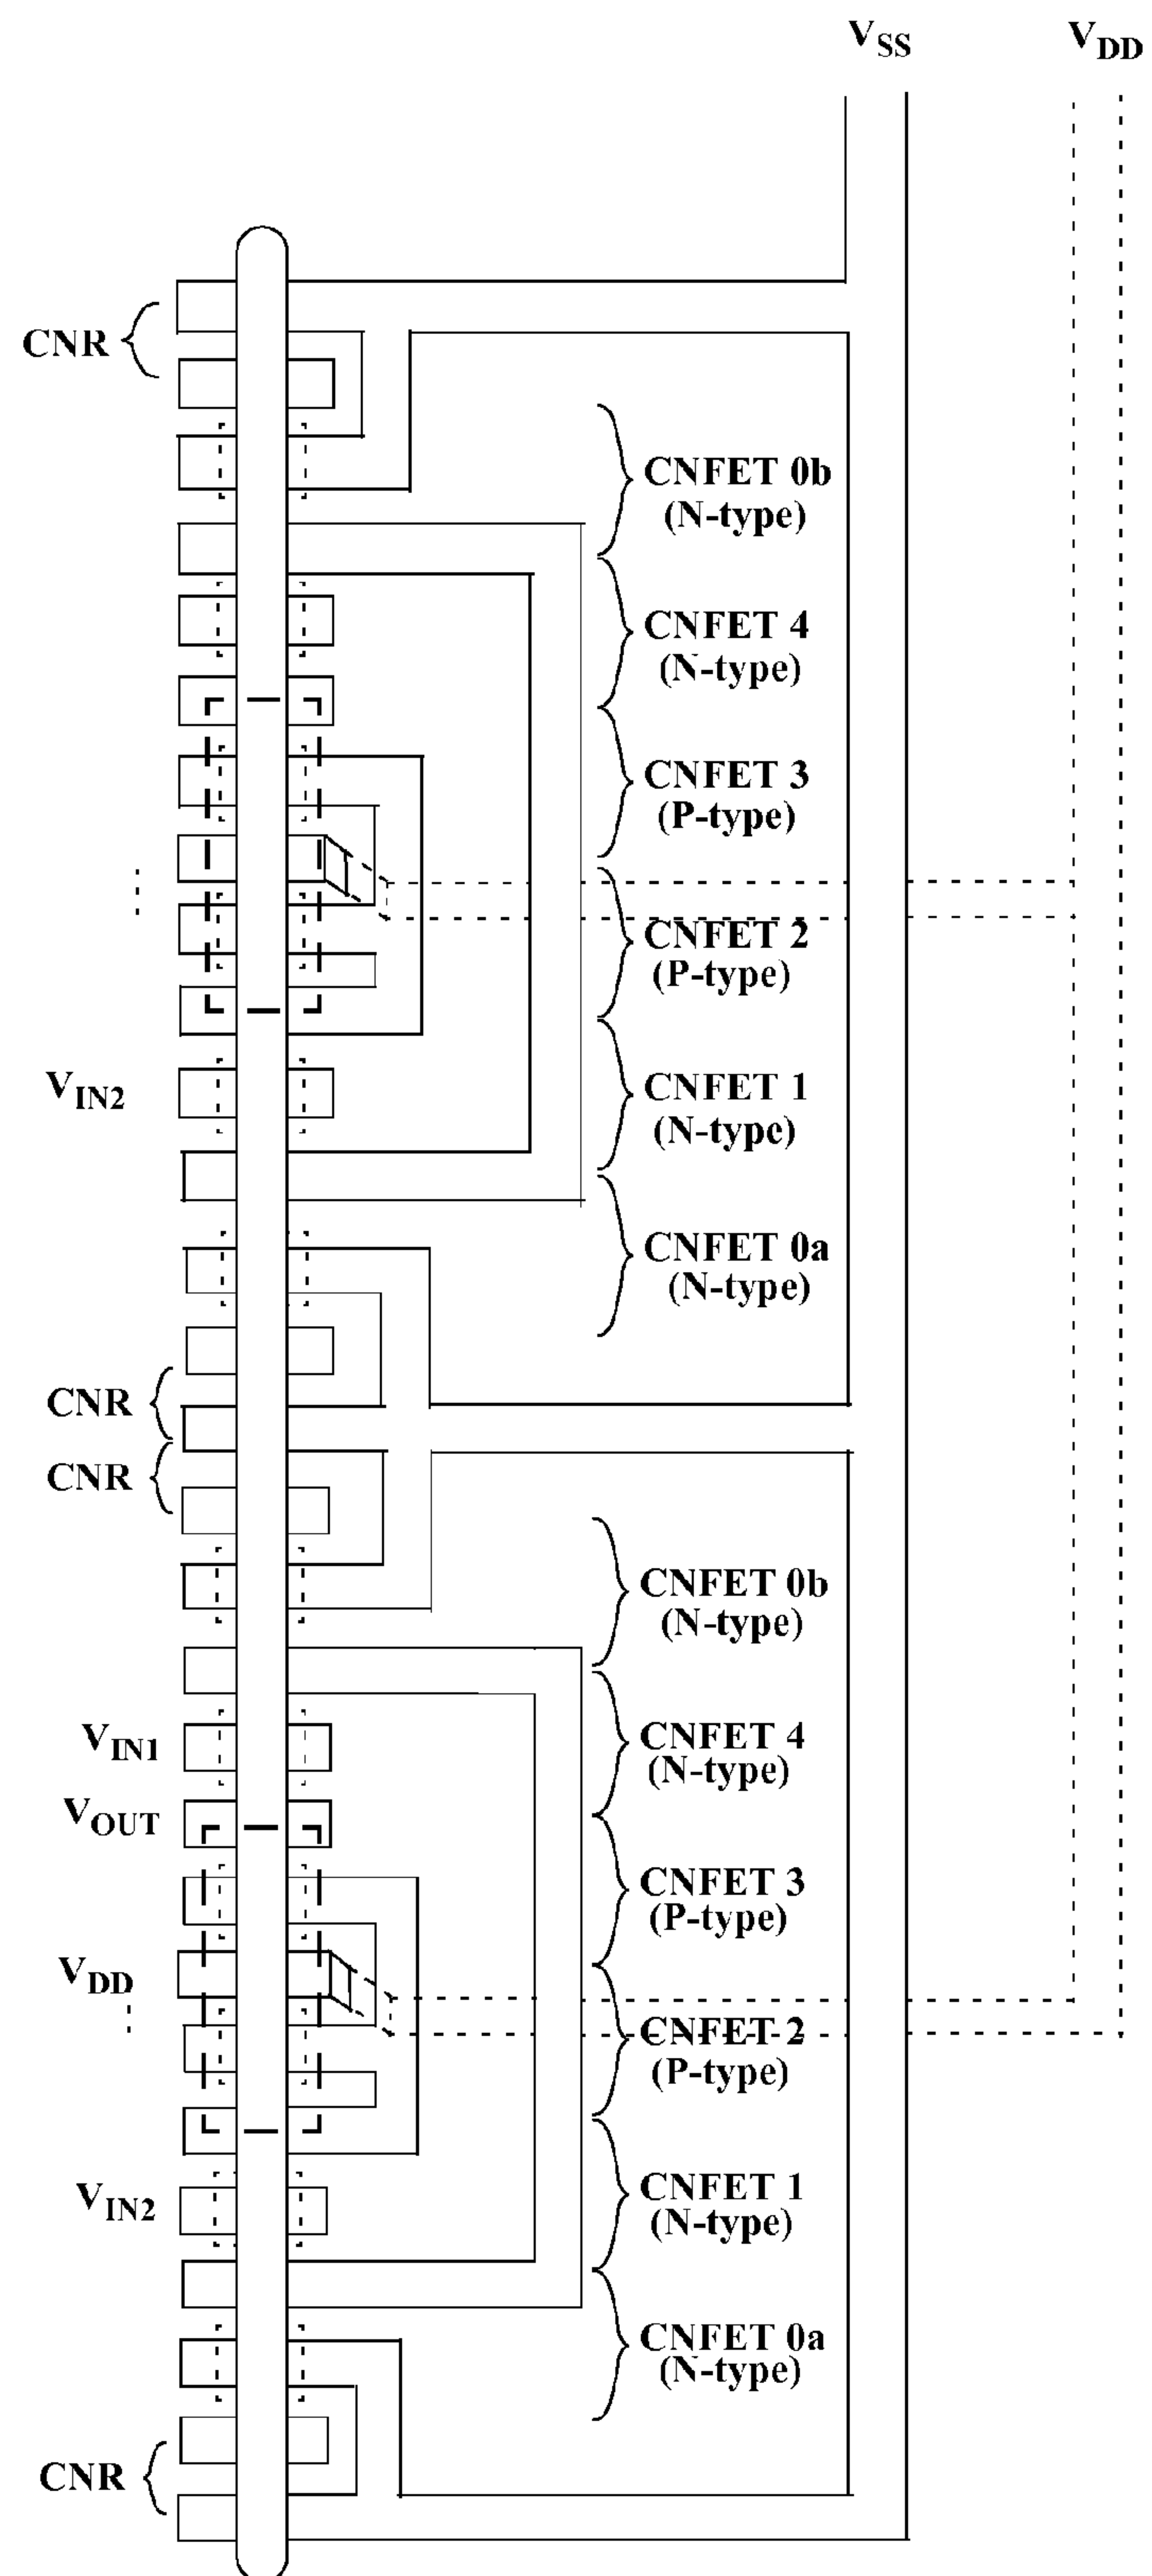 VSS VDD
CNR
CNFET 0b
(N-type)
CNFET 4
(N-type)
CNFET 3
(P-type)
CNFET 2
(P-type)
VIN2
CNFET 1
(N-type)
CNFET 0a
(N-type)
CNR
CNR
CNFET 0b
(N-type)
VIN1
CNFET 4
(N-type)
VOUT
CNFET 3
(P-type)
VDD
CNFET 2
(P-type)
VIN2
CNFET 1
(N-type)
CNFET 0a
(N-type)
CNR